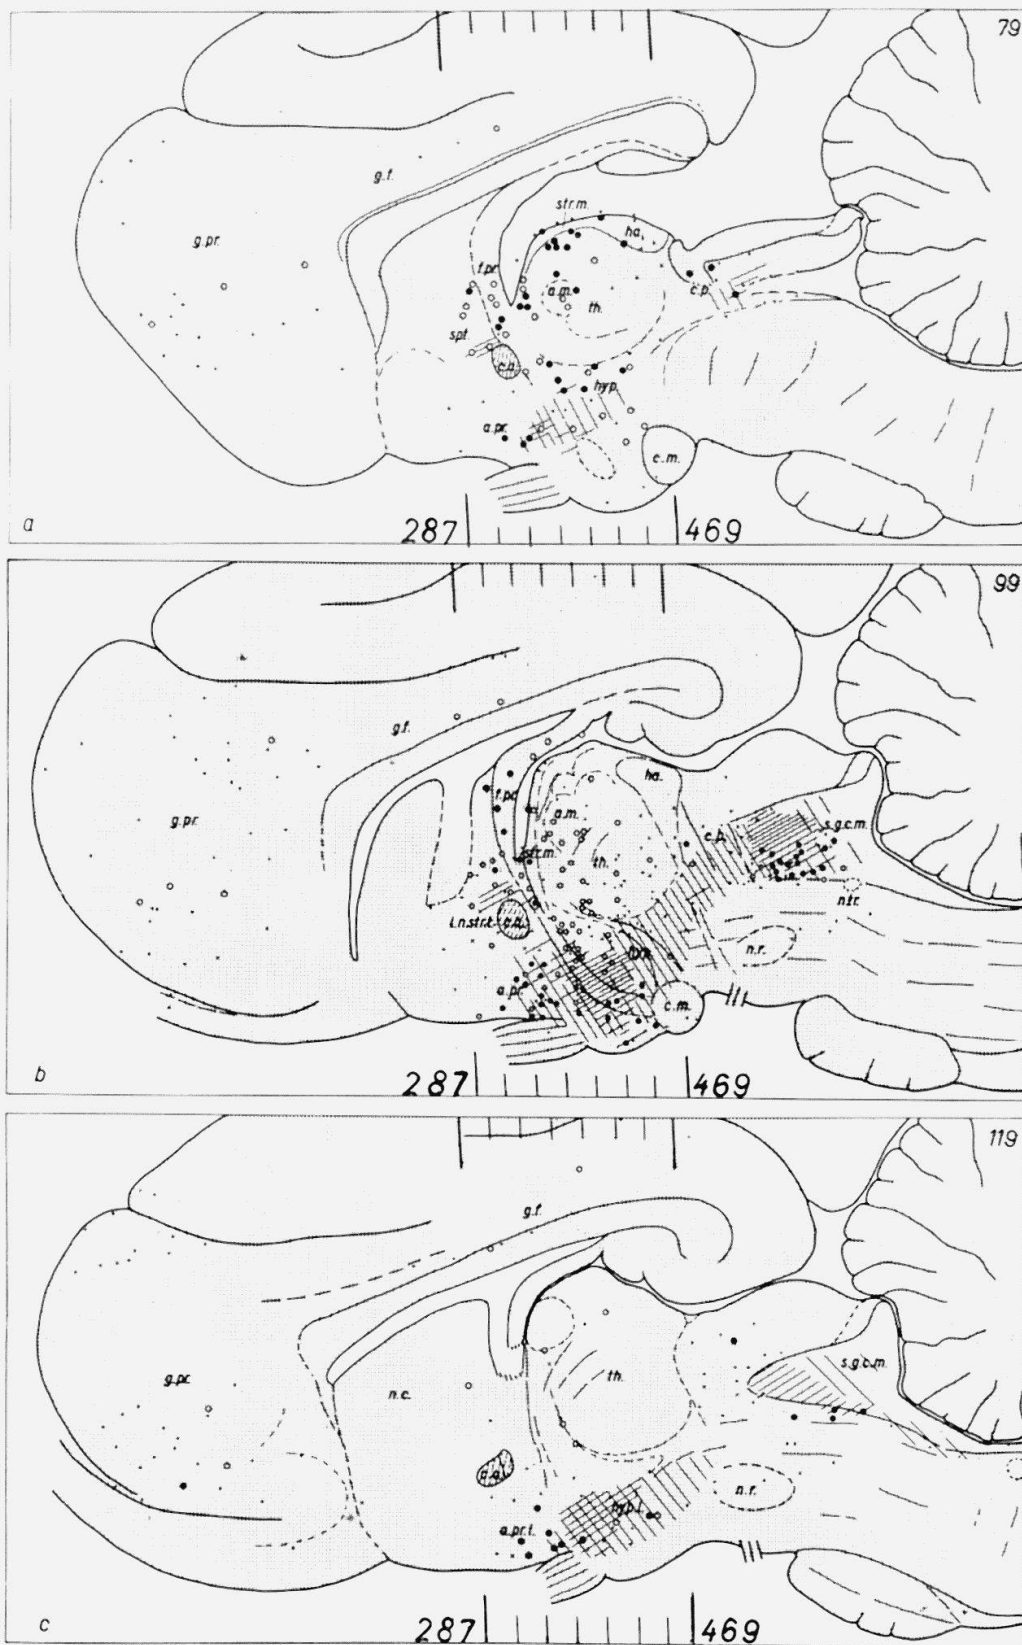 79
g.f.
str.m.
g.pr.
ha.
f.pr.
a.m.
c.p.
th.
spt.
c.a.
hyp.
a.pr.
c.m.
a
287 469
99
g.f.
ha.
a.m.
g.pr.
s.g.c.m.
c.p.
str.m.
th.
n.tr.
i.n.str.t.
n.r.
a.pr.
c.m.
b
287 469
119
g.f.
s.g.c.m.
g.pr.
n.c.
th.
n.r.
hyp.l.
a.pr.l.
c
287 469